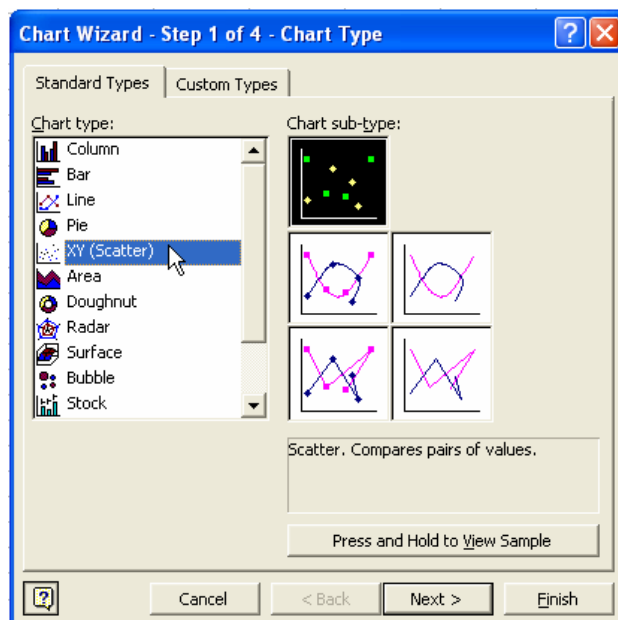 Chart Wizard - Step 1 of 4 - Chart Type
Standard Types
Custom Types
Chart type:
Column
Bar
Line
Pie
XY (Scatter)
Area
Doughnut
Radar
Surface
Bubble
Stock
Chart sub-type:
Scatter. Compares pairs of values.
Press and Hold to View Sample
Cancel
< Back
Next >
Finish